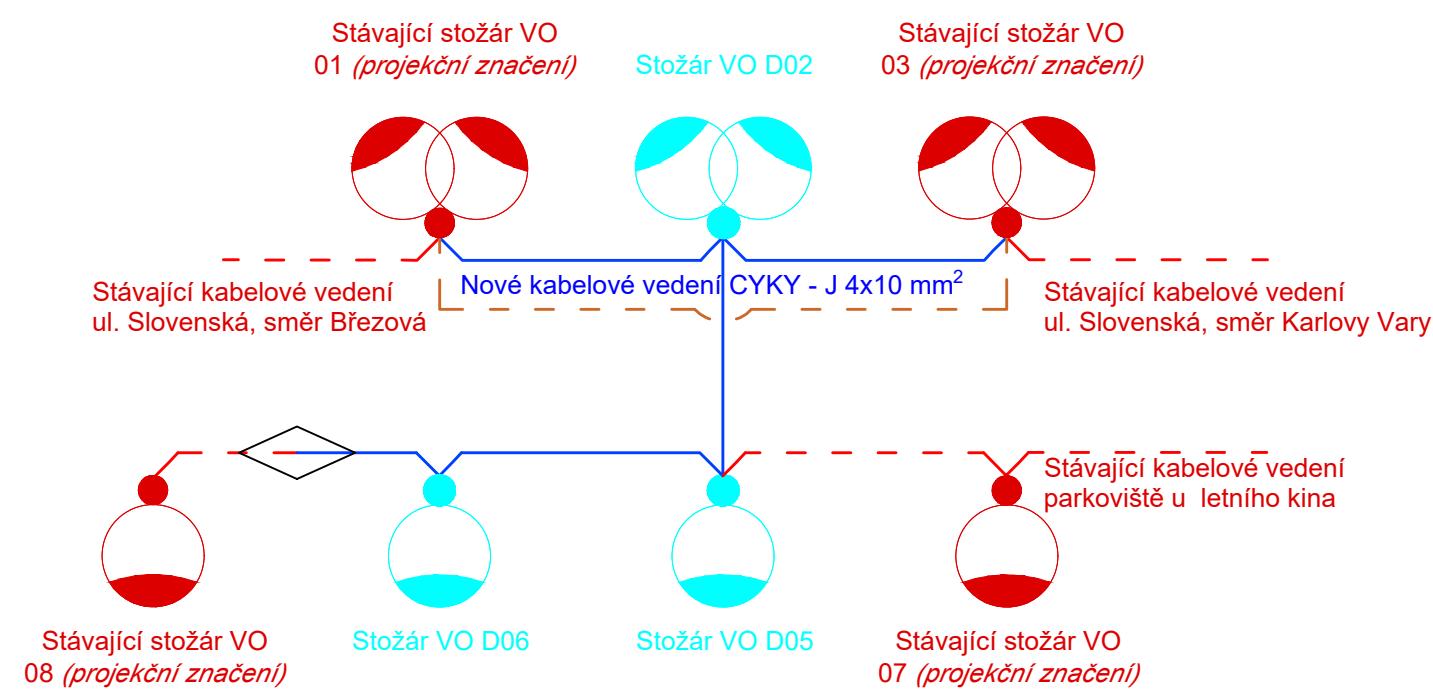 Stávající stožár VO
01 (projekční značení)
Stožár VO D02
Stávající stožár VO
03 (projekční značení)
Stávající kabelové vedení
ul. Slovenská, směr Březová
Nové kabelové vedení CYKY - J 4x10 mm²
Stávající kabelové vedení
ul. Slovenská, směr Karlovy Vary
Stávající kabelové vedení
parkoviště u letního kina
Stávající stožár VO
08 (projekční značení)
Stožár VO D06
Stožár VO D05
Stávající stožár VO
07 (projekční značení)